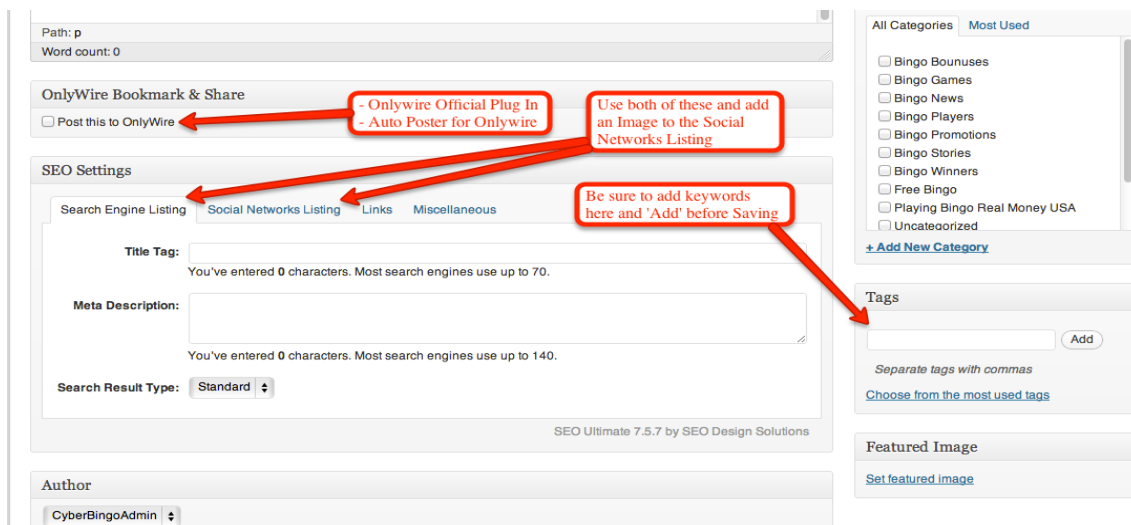 Path: p
Word count: 0
OnlyWire Bookmark & Share
Post this to OnlyWire
- Onlywire Official Plug In
- Auto Poster for Onlywire
Use both of these and add
an Image to the Social
Networks Listing
SEO Settings
Search Engine Listing
Social Networks Listing
Links
Miscellaneous
Be sure to add keywords
here and 'Add' before Saving
Title Tag:
You've entered 0 characters. Most search engines use up to 70.
Meta Description:
You've entered 0 characters. Most search engines use up to 140.
Search Result Type:
Standard
SEO Ultimate 7.5.7 by SEO Design Solutions
Author
CyberBingoAdmin
All Categories
Most Used
Bingo Bounuses
Bingo Games
Bingo News
Bingo Players
Bingo Promotions
Bingo Stories
Bingo Winners
Free Bingo
Playing Bingo Real Money USA
Uncategorized
+ Add New Category
Tags
Add
Separate tags with commas
Choose from the most used tags
Featured Image
Set featured image